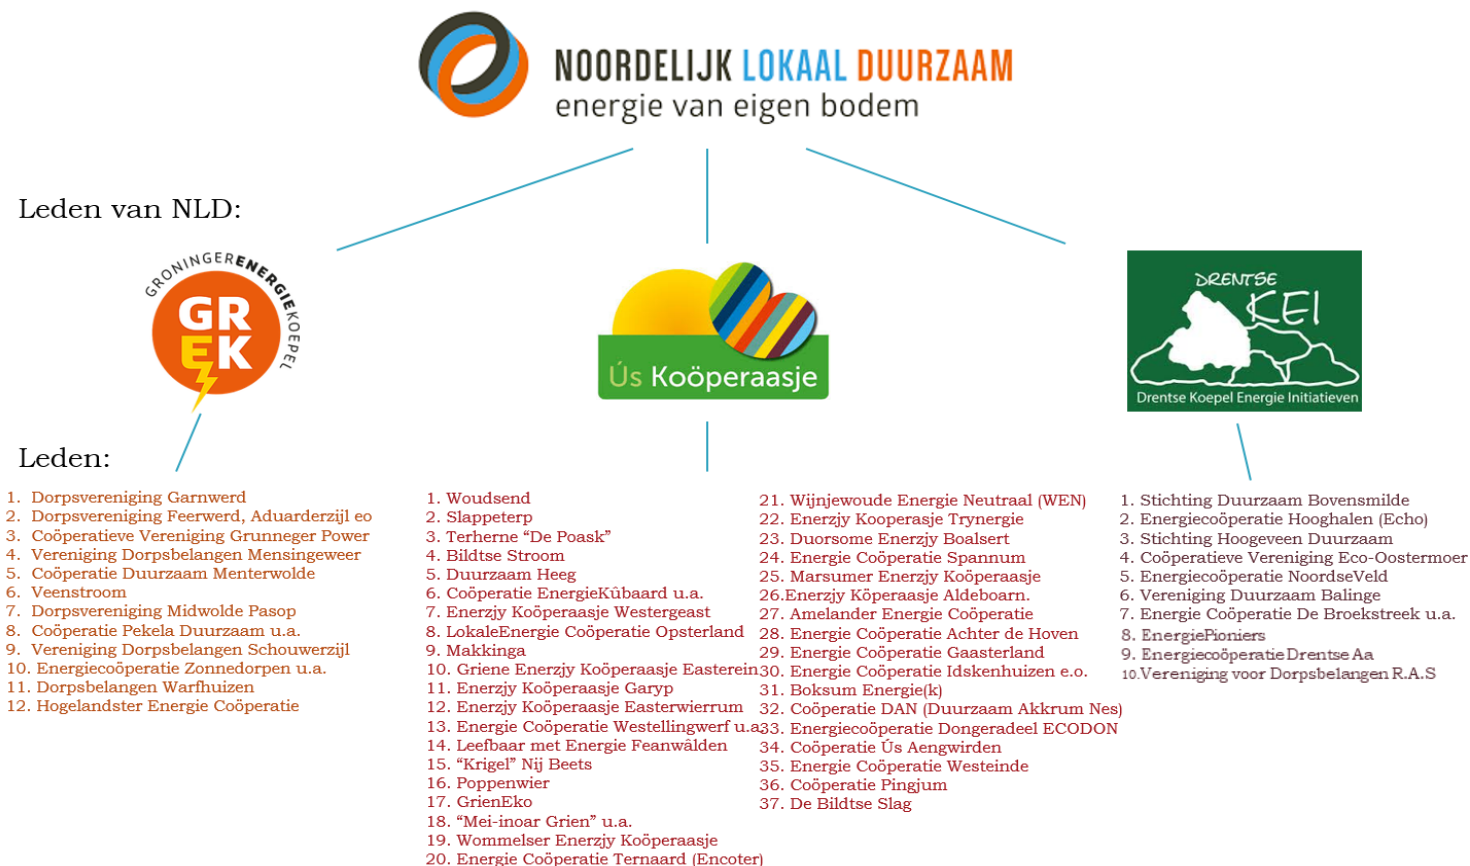 NOORDELIJK LOKAAL DUURZAAM
energie van eigen bodem
Leden van NLD:
GRONINGERENERGIEKOEPEL
GR
EK
Ús Koöperaasje
DRENTSE
KEI
Drentse Koepel Energie Initiatieven
Leden:
1. Dorpsvereniging Garnwerd
2. Dorpsvereniging Feerwerd, Aduarderzijl eo
3. Coöperatieve Vereniging Grunneger Power
4. Vereniging Dorpsbelangen Mensingeweer
5. Coöperatie Duurzaam Menterwolde
6. Veenstroom
7. Dorpsvereniging Midwolde Pasop
8. Coöperatie Pekela Duurzaam u.a.
9. Vereniging Dorpsbelangen Schouwerzijl
10. Energiecoöperatie Zonnedorpen u.a.
11. Dorpsbelangen Warfhuizen
12. Hogelandster Energie Coöperatie
1. Woudsend
2. Slappeterp
3. Terherne “De Poask”
4. Bildtse Stroom
5. Duurzaam Heeg
6. Coöperatie EnergieKûbaard u.a.
7. Enerzjy Koöperaasje Westergeast
8. LokaleEnergie Coöperatie Opsterland
9. Makkinga
10. Griene Enerzjy Koöperaasje Easterein
11. Enerzjy Koöperaasje Garyp
12. Enerzjy Koöperaasje Easterwierrum
13. Energie Coöperatie Westellingwerf u.a.
14. Leefbaar met Energie Feanwâlden
15. “Krigel” Nij Beets
16. Poppenwier
17. GrienEko
18. “Mei-inoar Grien” u.a.
19. Wommelser Enerzjy Koöperaasje
20. Energie Coöperatie Ternaard (Encoter)
21. Wijnjewoude Energie Neutraal (WEN)
22. Enerzjy Kooperasje Trynergie
23. Duorsome Enerzjy Boalsert
24. Energie Coöperatie Spannum
25. Marsumer Enerzjy Koöperaasje
26.Enerzjy Köperaasje Aldeboarn.
27. Amelander Energie Coöperatie
28. Energie Coöperatie Achter de Hoven
29. Energie Coöperatie Gaasterland
30. Energie Coöperatie Idskenhuizen e.o.
31. Boksum Energie(k)
32. Coöperatie DAN (Duurzaam Akkrum Nes)
33. Energiecoöperatie Dongeradeel ECODON
34. Coöperatie Ús Aengwirden
35. Energie Coöperatie Westeinde
36. Coöperatie Pingjum
37. De Bildtse Slag
1. Stichting Duurzaam Bovensmilde
2. Energiecoöperatie Hooghalen (Echo)
3. Stichting Hoogeveen Duurzaam
4. Coöperatieve Vereniging Eco-Oostermoer
5. Energiecoöperatie NoordseVeld
6. Vereniging Duurzaam Balinge
7. Energie Coöperatie De Broekstreek u.a.
8. EnergiePioniers
9. Energiecoöperatie Drentse Aa
10.Vereniging voor Dorpsbelangen R.A.S